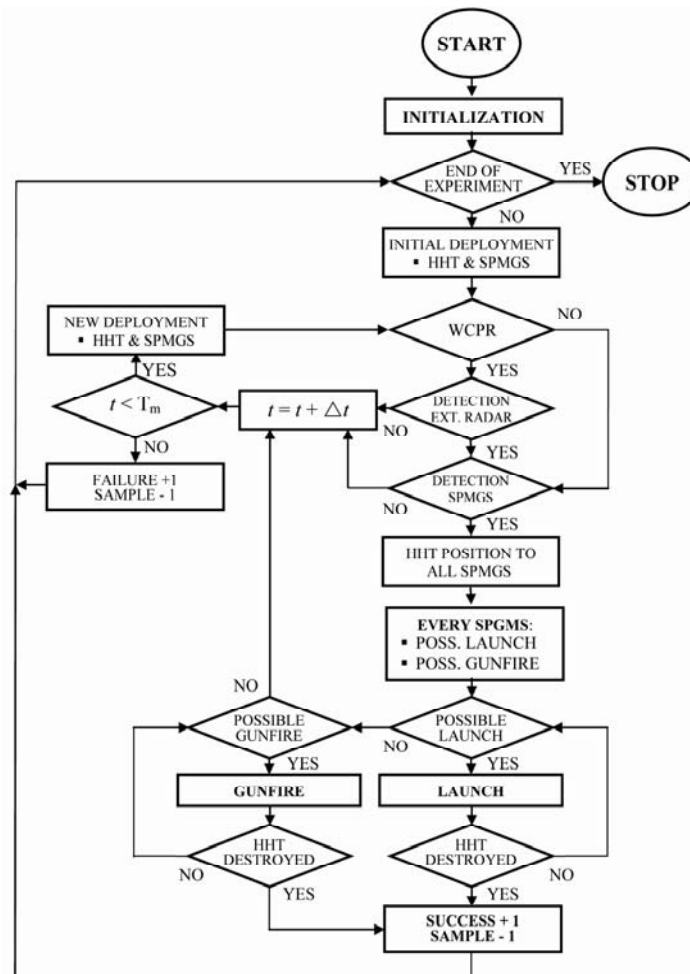 START
INITIALIZATION
END OF
EXPERIMENT
YES
STOP
NO
INITIAL DEPLOYMENT
▪ HHT & SPMGS
NEW DEPLOYMENT
▪ HHT & SPMGS
WCPR
NO
YES
YES
t < Tm
t = t + △t
DETECTION
EXT. RADAR
NO
NO
YES
FAILURE +1
SAMPLE - 1
DETECTION
SPMGS
NO
YES
HHT POSITION TO
ALL SPMGS
EVERY SPGMS:
▪ POSS. LAUNCH
▪ POSS. GUNFIRE
NO
POSSIBLE
GUNFIRE
POSSIBLE
LAUNCH
NO
YES
YES
GUNFIRE
LAUNCH
HHT
DESTROYED
HHT
DESTROYED
NO
NO
YES
YES
SUCCESS + 1
SAMPLE - 1